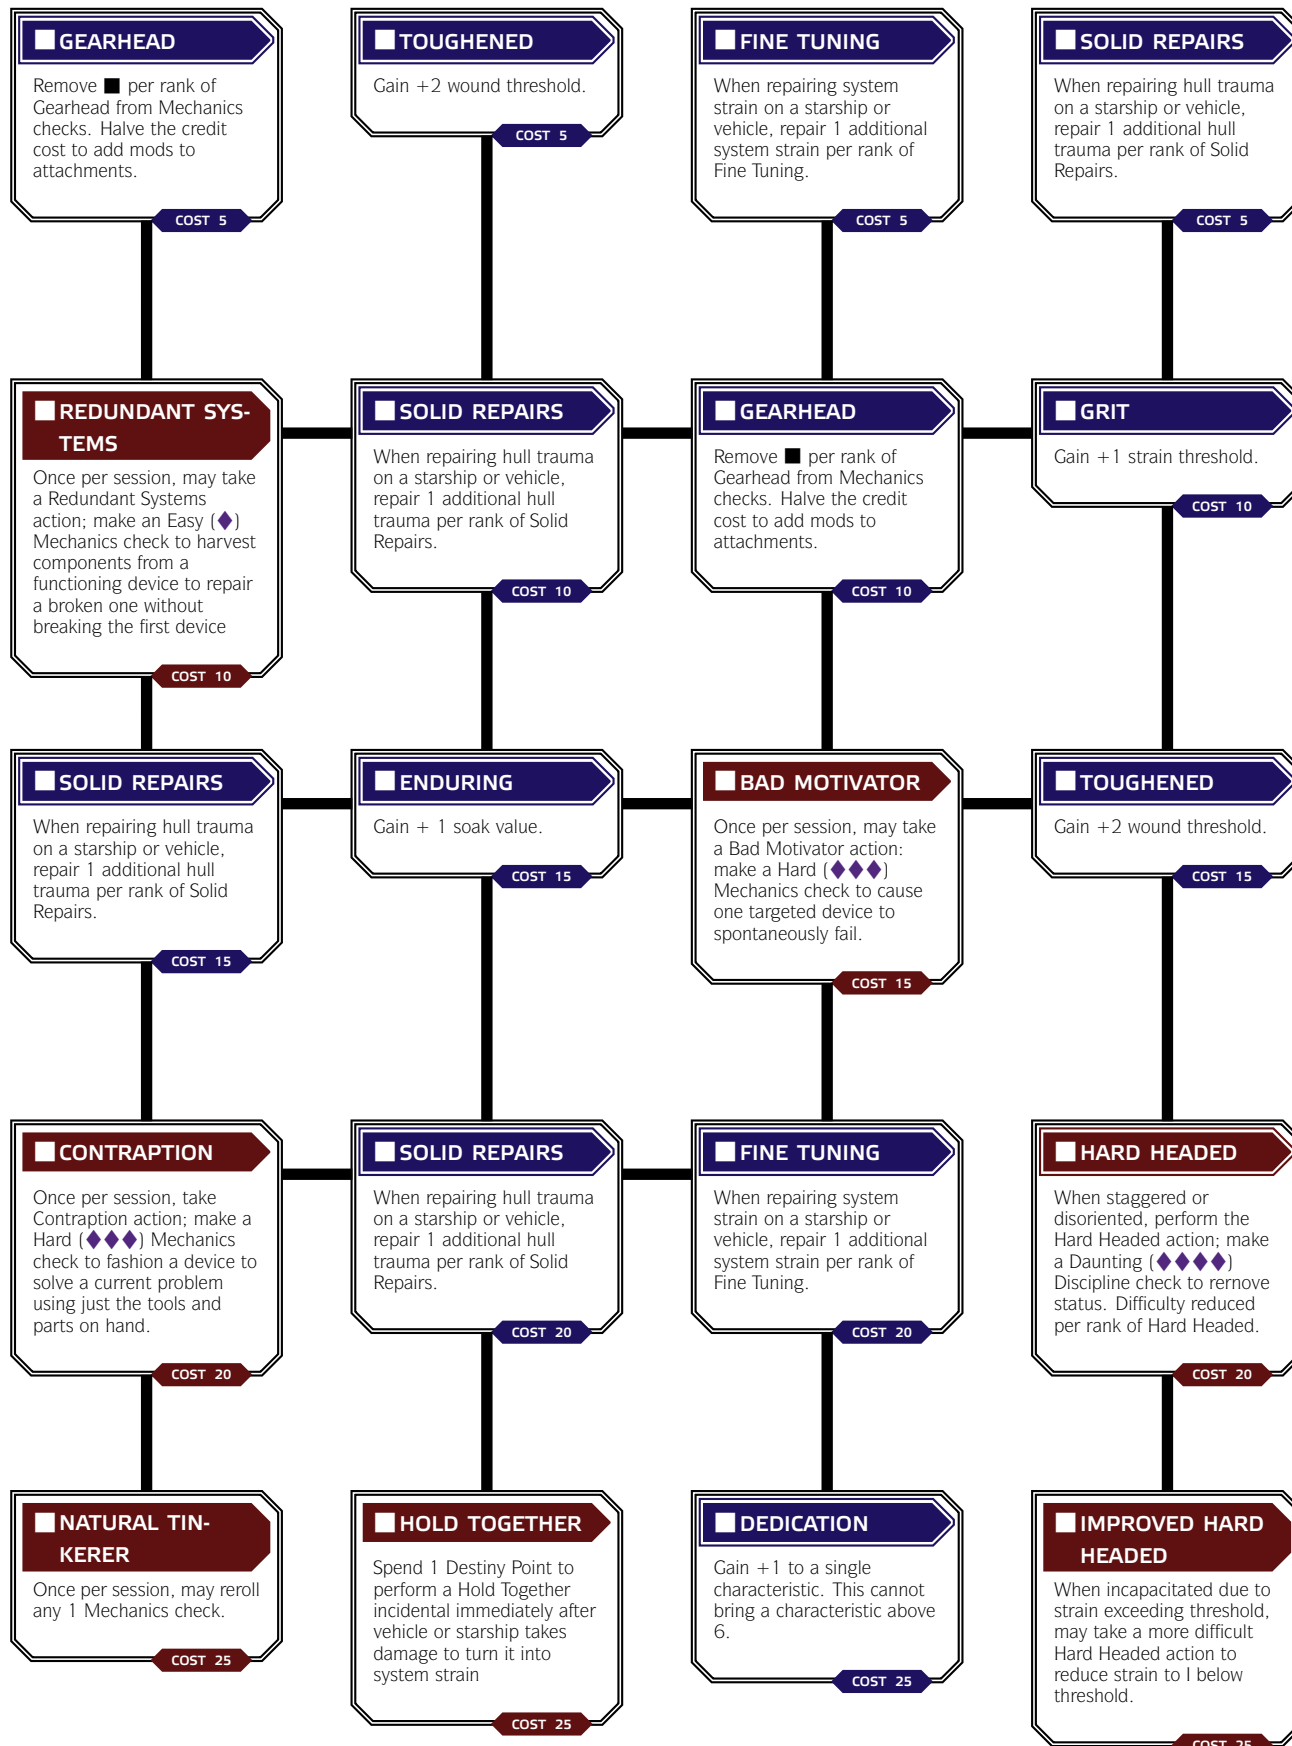 GEARHEAD
Remove ■ per rank of
Gearhead from Mechanics
checks. Halve the credit
cost to add mods to
attachments.
COST 5
TOUGHENED
Gain +2 wound threshold.
COST 5
FINE TUNING
When repairing system
strain on a starship or
vehicle, repair 1 additional
system strain per rank of
Fine Tuning.
COST 5
SOLID REPAIRS
When repairing hull trauma
on a starship or vehicle,
repair 1 additional hull
trauma per rank of Solid
Repairs.
COST 5
REDUNDANT SYS-
TEMS
Once per session, may take
a Redundant Systems
action; make an Easy (◆)
Mechanics check to harvest
components from a
functioning device to repair
a broken one without
breaking the first device
COST 10
SOLID REPAIRS
When repairing hull trauma
on a starship or vehicle,
repair 1 additional hull
trauma per rank of Solid
Repairs.
COST 10
GEARHEAD
Remove ■ per rank of
Gearhead from Mechanics
checks. Halve the credit
cost to add mods to
attachments.
COST 10
GRIT
Gain +1 strain threshold.
COST 10
SOLID REPAIRS
When repairing hull trauma
on a starship or vehicle,
repair 1 additional hull
trauma per rank of Solid
Repairs.
COST 15
ENDURING
Gain + 1 soak value.
COST 15
BAD MOTIVATOR
Once per session, may take
a Bad Motivator action:
make a Hard (◆◆◆)
Mechanics check to cause
one targeted device to
spontaneously fail.
COST 15
TOUGHENED
Gain +2 wound threshold.
COST 15
CONTRAPTION
Once per session, take
Contraption action; make a
Hard (◆◆◆) Mechanics
check to fashion a device to
solve a current problem
using just the tools and
parts on hand.
COST 20
SOLID REPAIRS
When repairing hull trauma
on a starship or vehicle,
repair 1 additional hull
trauma per rank of Solid
Repairs.
COST 20
FINE TUNING
When repairing system
strain on a starship or
vehicle, repair 1 additional
system strain per rank of
Fine Tuning.
COST 20
HARD HEADED
When staggered or
disoriented, perform the
Hard Headed action; make
a Daunting (◆◆◆◆)
Discipline check to rernove
status. Difficulty reduced
per rank of Hard Headed.
COST 20
NATURAL TIN-
KERER
Once per session, may reroll
any 1 Mechanics check.
COST 25
HOLD TOGETHER
Spend 1 Destiny Point to
perform a Hold Together
incidental immediately after
vehicle or starship takes
damage to turn it into
system strain
COST 25
DEDICATION
Gain +1 to a single
characteristic. This cannot
bring a characteristic above
6.
COST 25
IMPROVED HARD
HEADED
When incapacitated due to
strain exceeding threshold,
may take a more difficult
Hard Headed action to
reduce strain to I below
threshold.
COST 25